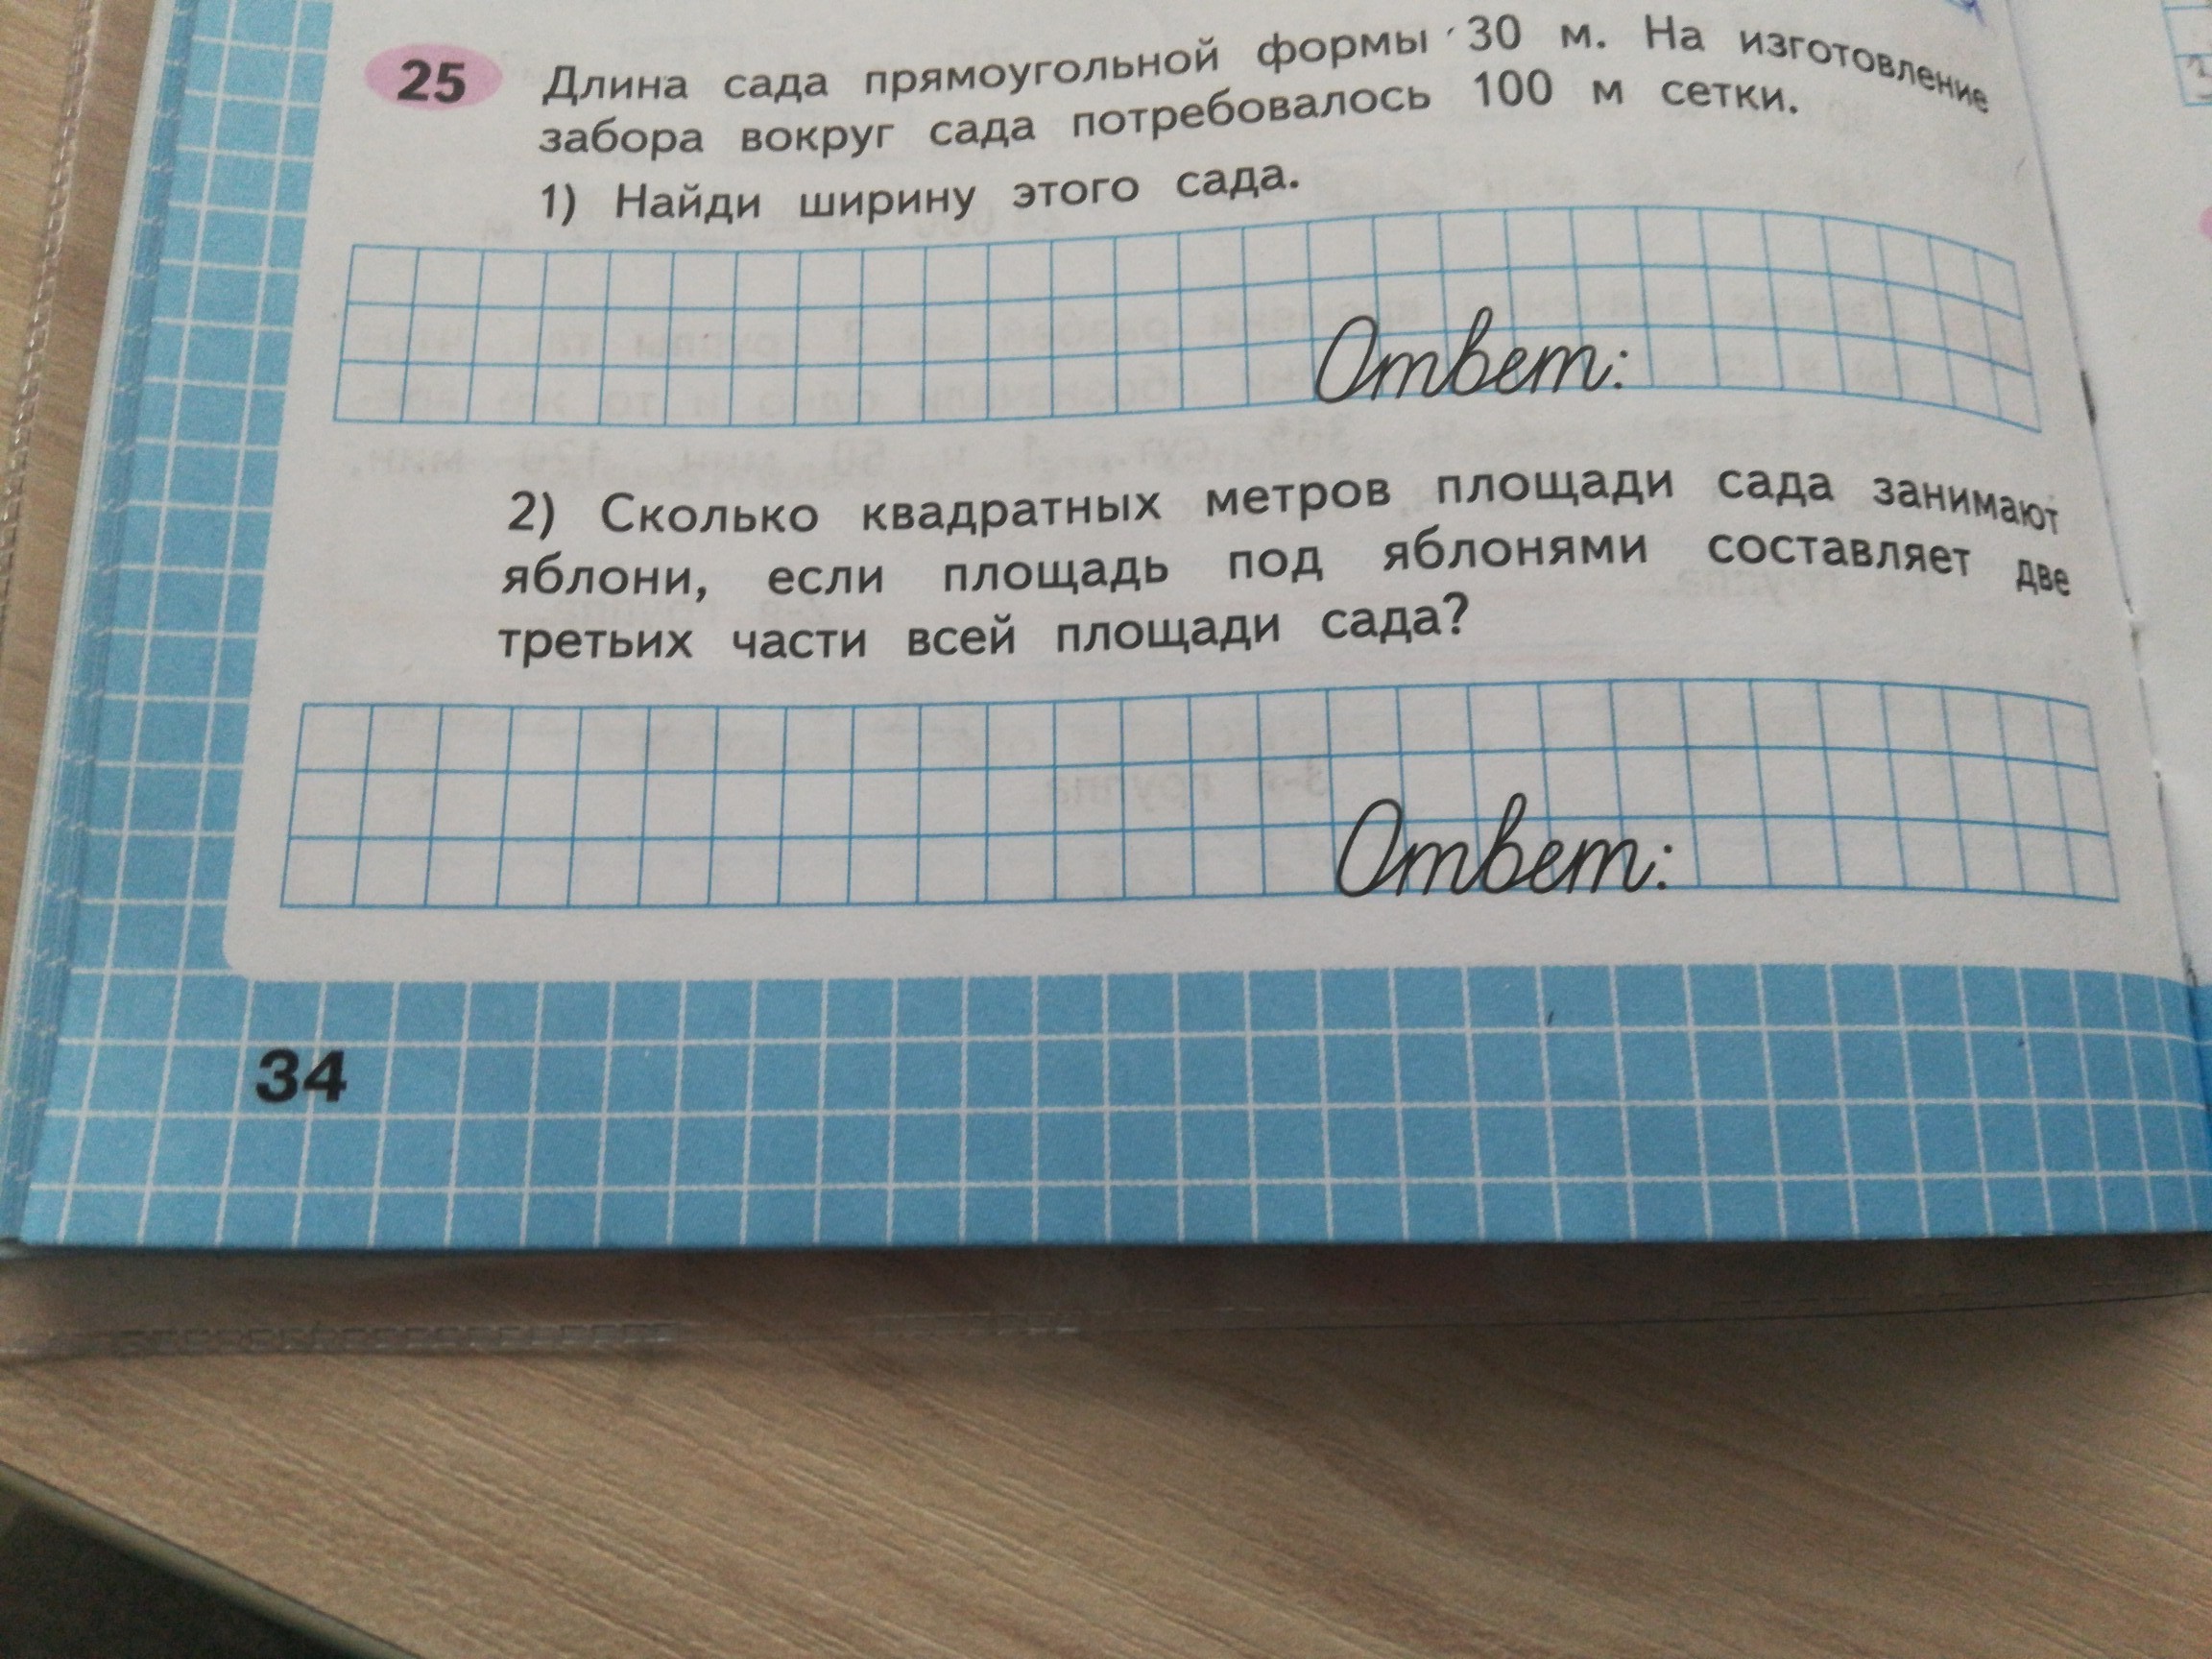 25 Длина сада прямоугольной формы 30 м. На изготовление
забора вокруг сада потребовалось 100 м сетки.
1) Найди ширину этого сада.
Ответ:
2) Сколько квадратных метров площади сада занимают
яблони, если площадь под яблонями составляет две
третьих части всей площади сада?
Ответ:
34